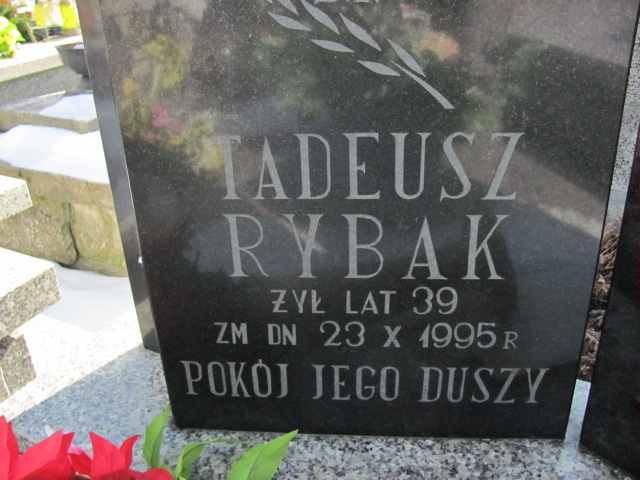 TADEUSZ
RYBAK
ŻYŁ LAT 39
ZM DN 23 X 1995 R
POKÓJ JEGO DUSZY